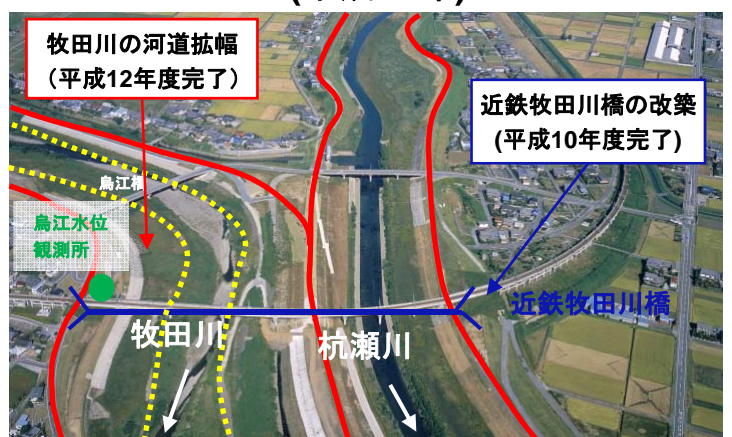 牧田川の河道拡幅
（平成12年度完了）
近鉄牧田川橋の改築
(平成10年度完了)
烏江橋
烏江水位
観測所
近鉄牧田川橋
牧田川
杭瀬川